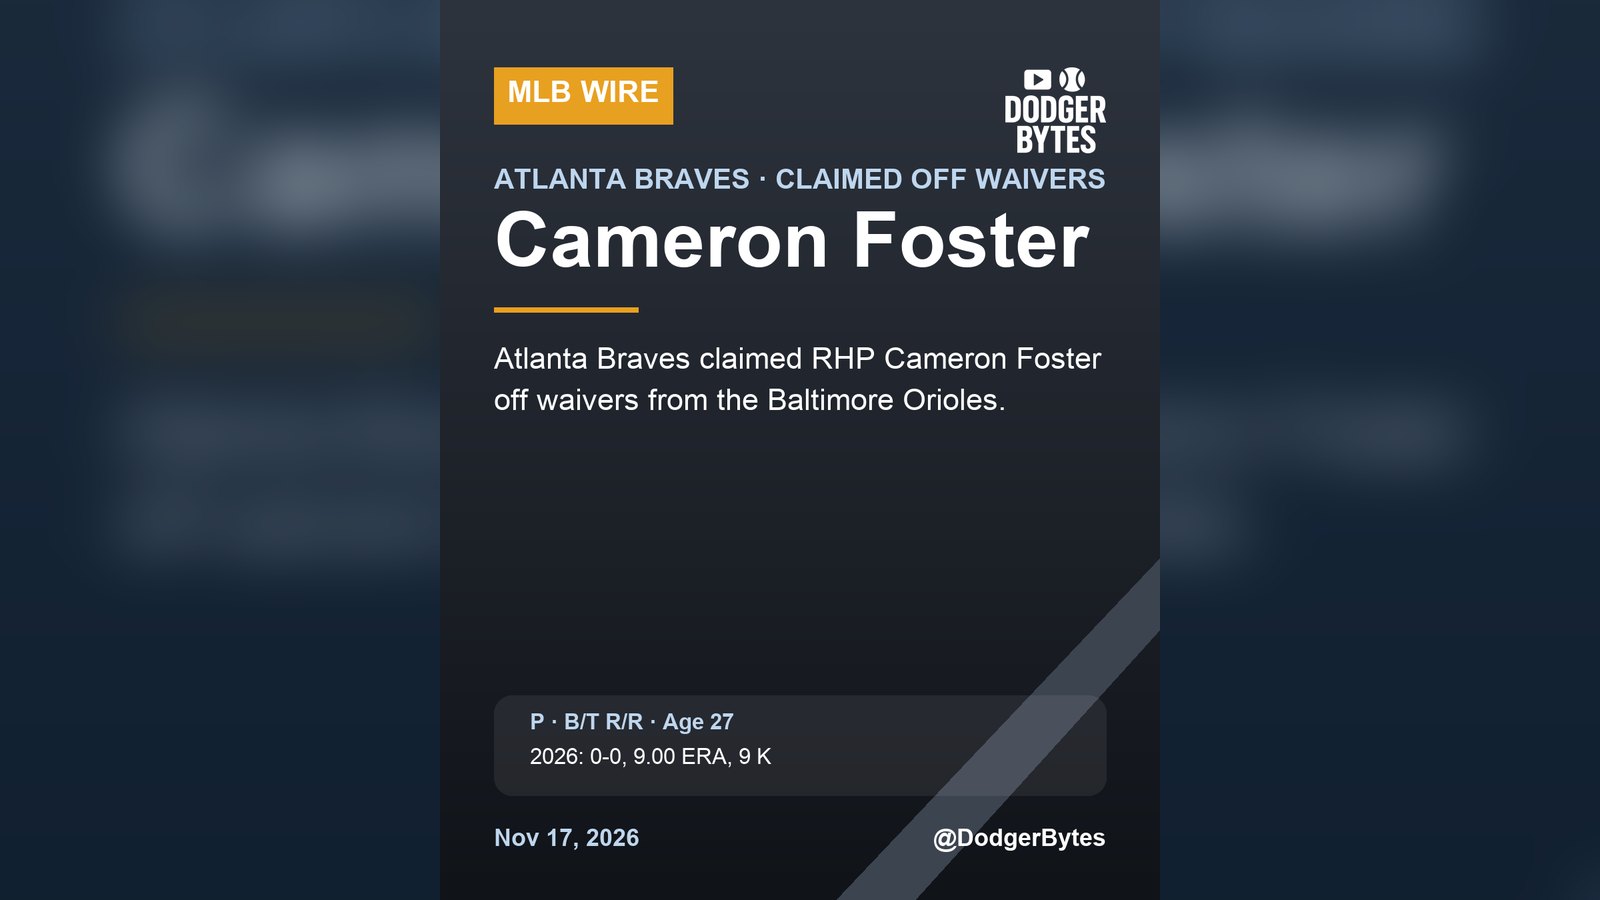 MLB WIRE
DODGER
BYTES
ATLANTA BRAVES · CLAIMED OFF WAIVERS
Cameron Foster
Atlanta Braves claimed RHP Cameron Foster
off waivers from the Baltimore Orioles.
P · B/T R/R · Age 27
2026: 0-0, 9.00 ERA, 9 K
Nov 17, 2026
@DodgerBytes